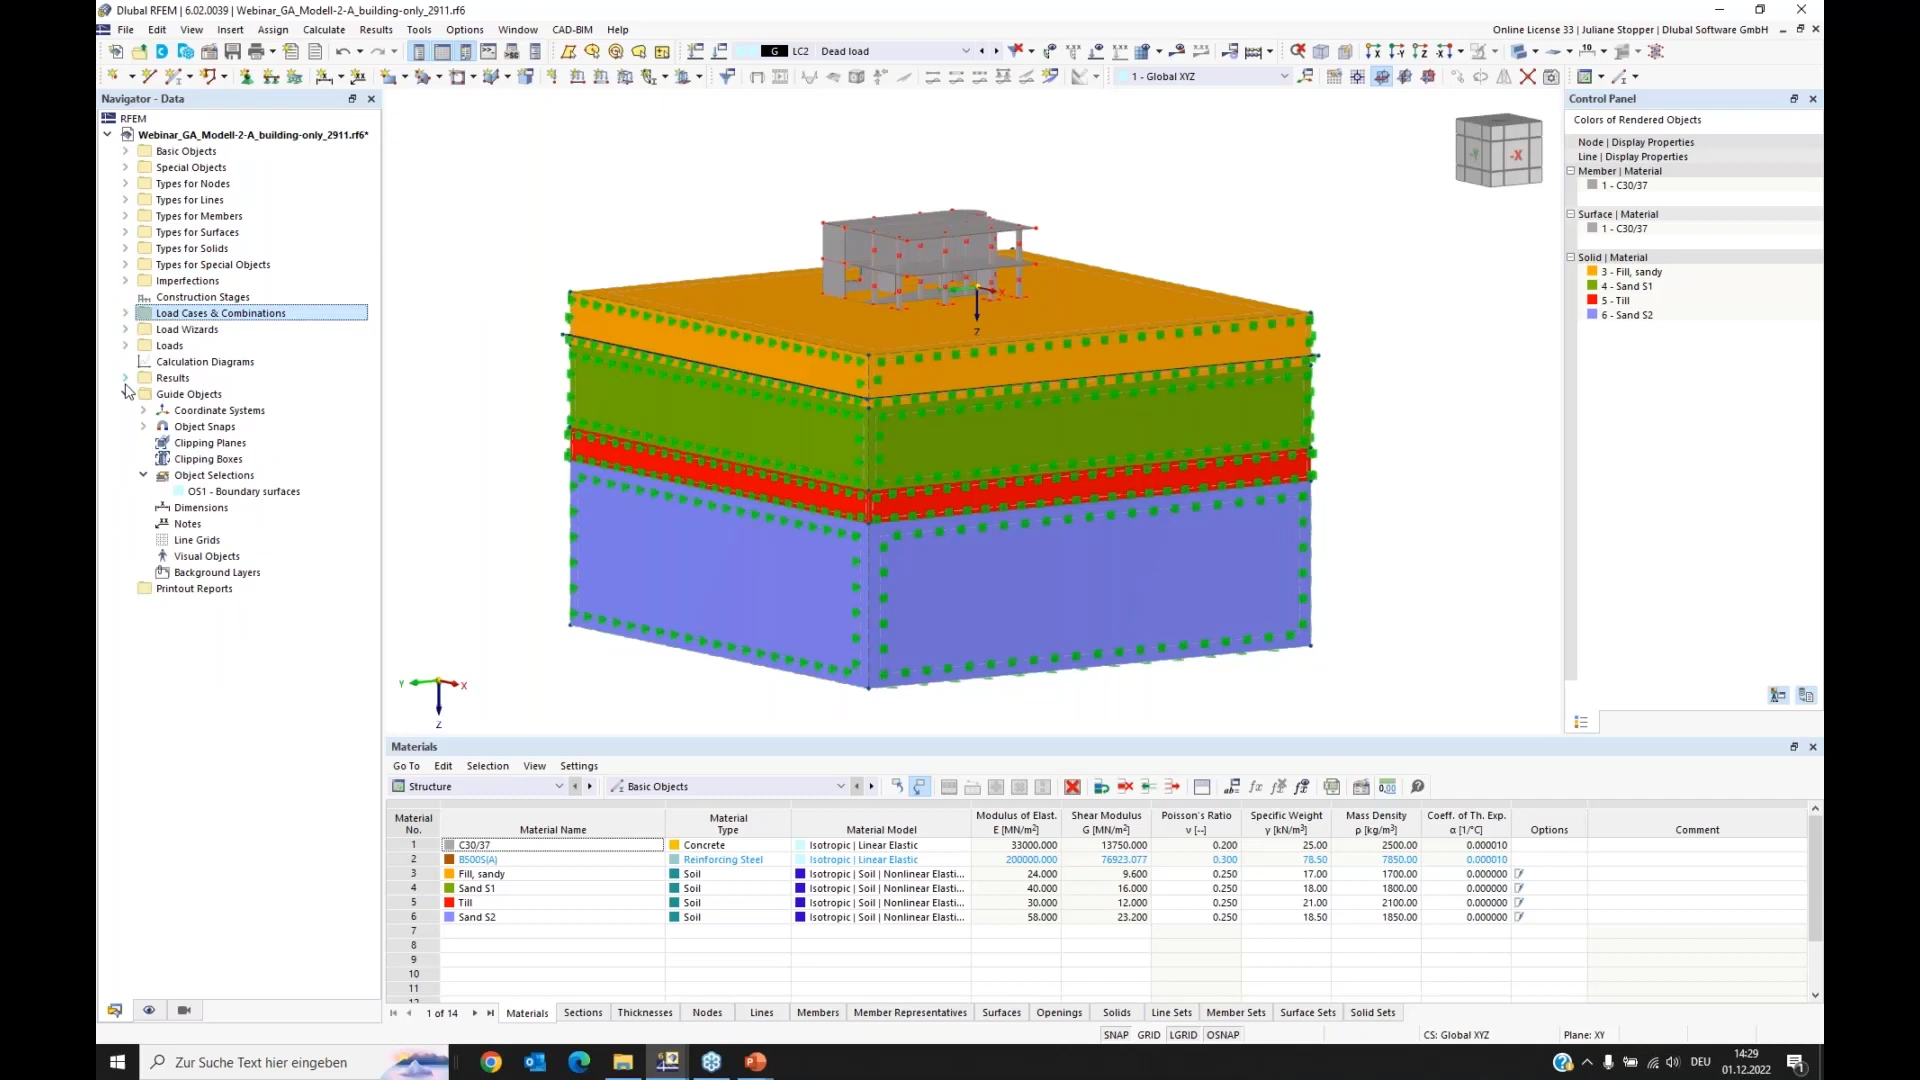 Dlubal RFEM | 6.02.0039 | Webinar_GA_Modell-2-A_building-only_2911.rf6
File Edit View Insert Assign Calculate Results Tools Options Window CAD-BIM Help
Online License 33 | Juliane Stopper | Dlubal Software GmbH
G LC2 Dead load
1 - Global XYZ
Navigator - Data
RFEM
Webinar_GA_Modell-2-A_building-only_2911.rf6*
Basic Objects
Special Objects
Types for Nodes
Types for Lines
Types for Members
Types for Surfaces
Types for Solids
Types for Special Objects
Imperfections
Construction Stages
Load Cases & Combinations
Load Wizards
Loads
Calculation Diagrams
Results
Guide Objects
Coordinate Systems
Object Snaps
Clipping Planes
Clipping Boxes
Object Selections
OS1 - Boundary surfaces
Dimensions
Notes
Line Grids
Visual Objects
Background Layers
Printout Reports
-Y -X
X
Z
Y X
Z
Control Panel
Colors of Rendered Objects
Node | Display Properties
Line | Display Properties
Member | Material
1 - C30/37
Surface | Material
1 - C30/37
Solid | Material
3 - Fill, sandy
4 - Sand S1
5 - Till
6 - Sand S2
Materials
Go To Edit Selection View Settings
Structure Basic Objects
Material No. Material Name Material Type Material Model Modulus of Elast. E [MN/m²] Shear Modulus G [MN/m²] Poisson's Ratio ν [--] Specific Weight γ [kN/m³] Mass Density ρ [kg/m³] Coeff. of Th. Exp. α [1/°C] Options Comment
1 C30/37 Concrete Isotropic | Linear Elastic 33000.000 13750.000 0.200 25.00 2500.00 0.000010
2 B500S(A) Reinforcing Steel Isotropic | Linear Elastic 200000.000 76923.077 0.300 78.50 7850.00 0.000010
3 Fill, sandy Soil Isotropic | Soil | Nonlinear Elasti... 24.000 9.600 0.250 17.00 1700.00 0.000000
4 Sand S1 Soil Isotropic | Soil | Nonlinear Elasti... 40.000 16.000 0.250 18.00 1800.00 0.000000
5 Till Soil Isotropic | Soil | Nonlinear Elasti... 30.000 12.000 0.250 21.00 2100.00 0.000000
6 Sand S2 Soil Isotropic | Soil | Nonlinear Elasti... 58.000 23.200 0.250 18.50 1850.00 0.000000
7
8
9
10
11
12
1 of 14 Materials Sections Thicknesses Nodes Lines Members Member Representatives Surfaces Openings Solids Line Sets Member Sets Surface Sets Solid Sets
SNAP GRID LGRID OSNAP CS: Global XYZ Plane: XY
Zur Suche Text hier eingeben
DEU 14:29
01.12.2022
1